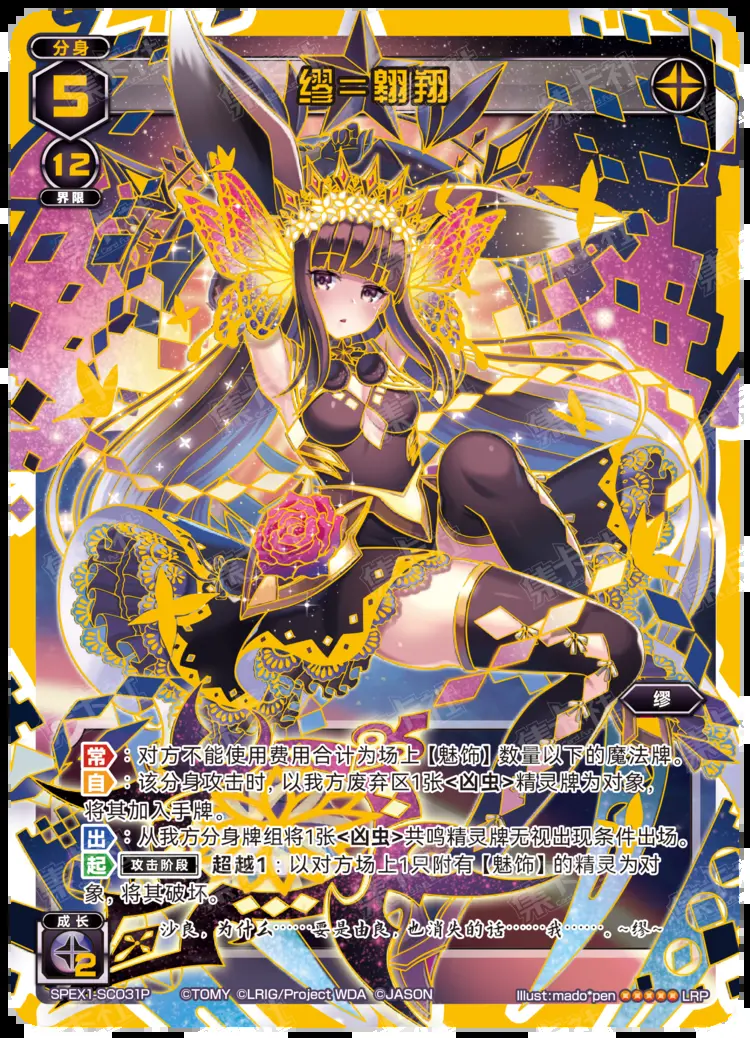 分身
5
缪=翱翔
12
界限
缪
常：对方不能使用费用合计为场上【魅饰】数量以下的魔法牌。
自：该分身攻击时，以我方废弃区1张<凶虫>精灵牌为对象，
将其加入手牌。
出：从我方分身牌组将1张<凶虫>共鸣精灵牌无视出现条件出场。
起 攻击阶段 超越1：以对方场上1只附有【魅饰】的精灵为对
象，将其破坏。
沙良，为什么……要是由良，也消失的话……我……。~缪~
成长
2
SPEX1-SC031P ©TOMY ©LRIG/Project WDA ©JASON Illust:mado*pen LRP
集卡社